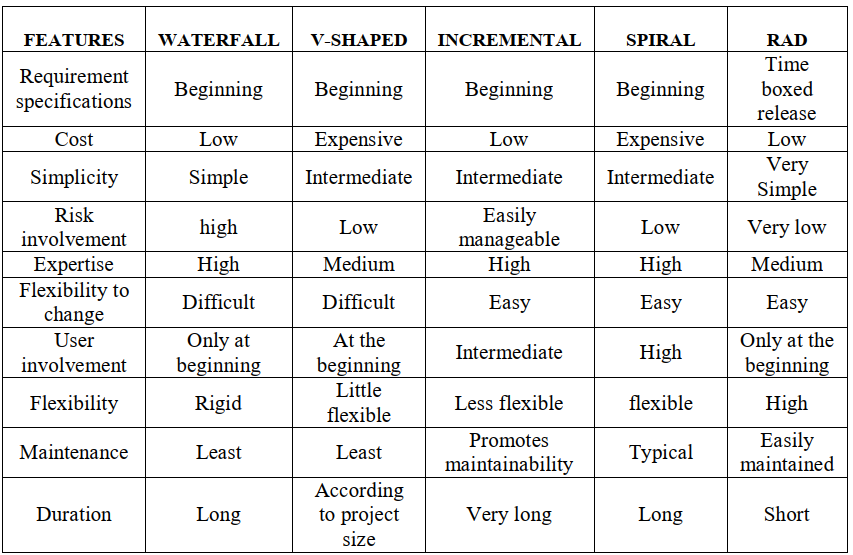 FEATURES WATERFALL V-SHAPED INCREMENTAL SPIRAL RAD
Requirement specifications Beginning Beginning Beginning Beginning Time boxed release
Cost Low Expensive Low Expensive Low
Simplicity Simple Intermediate Intermediate Intermediate Very Simple
Risk involvement high Low Easily manageable Low Very low
Expertise High Medium High High Medium
Flexibility to change Difficult Difficult Easy Easy Easy
User involvement Only at beginning At the beginning Intermediate High Only at the beginning
Flexibility Rigid Little flexible Less flexible flexible High
Maintenance Least Least Promotes maintainability Typical Easily maintained
Duration Long According to project size Very long Long Short